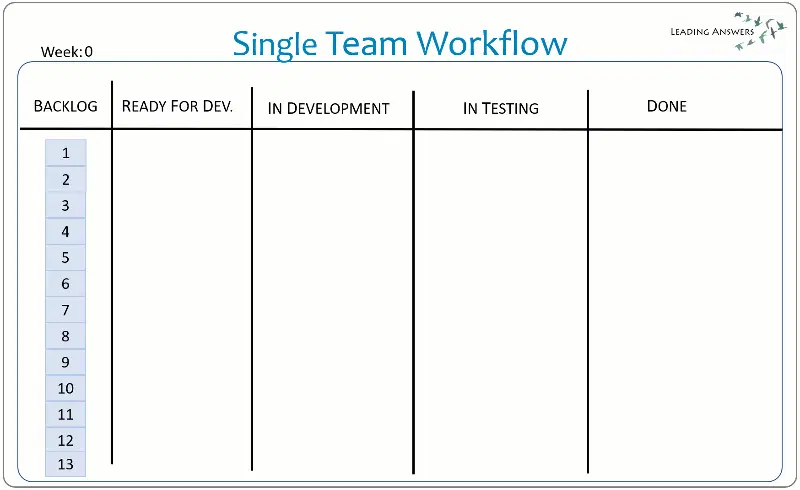 Week:0
Single Team Workflow
LEADING ANSWERS
BACKLOG
READY FOR DEV.
IN DEVELOPMENT
IN TESTING
DONE
1
2
3
4
5
6
7
8
9
10
11
12
13